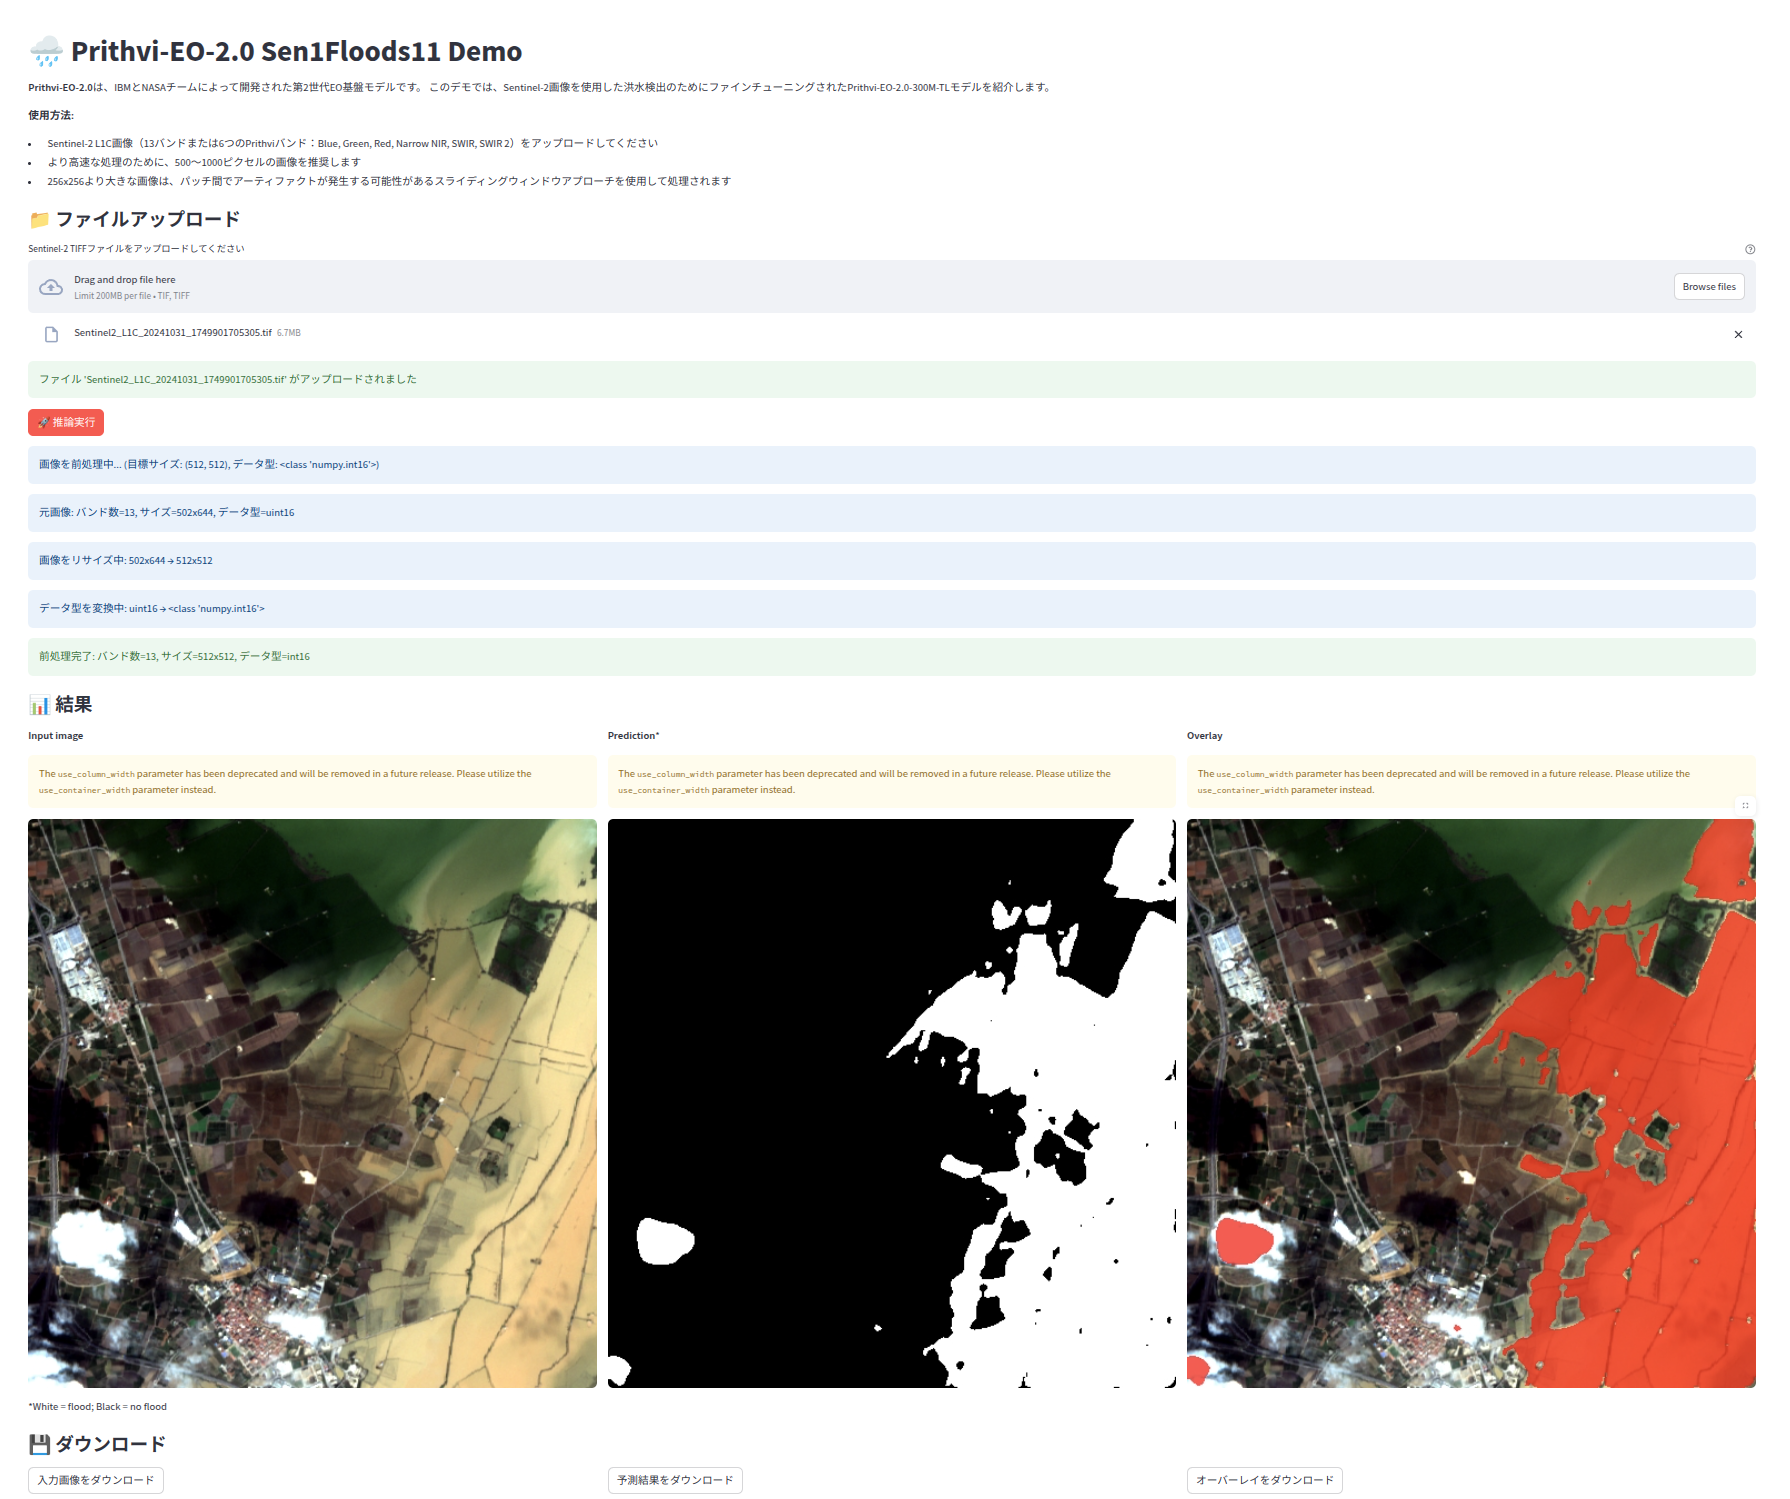 Prithvi-EO-2.0 Sen1Floods11 Demo
Prithvi-EO-2.0は、IBMとNASAチームによって開発された第2世代EO基盤モデルです。 このデモでは、Sentinel-2画像を使用した洪水検出のためにファインチューニングされたPrithvi-EO-2.0-300M-TLモデルを紹介します。
使用方法:
• Sentinel-2 L1C画像（13バンドまたは6つのPrithviバンド：Blue, Green, Red, Narrow NIR, SWIR, SWIR 2）をアップロードしてください
• より高速な処理のために、500〜1000ピクセルの画像を推奨します
• 256x256より大きな画像は、パッチ間でアーティファクトが発生する可能性があるスライディングウィンドウアプローチを使用して処理されます
ファイルアップロード
Sentinel-2 TIFFファイルをアップロードしてください
Drag and drop file here
Limit 200MB per file • TIF, TIFF
Browse files
Sentinel2_L1C_20241031_1749901705305.tif 6.7MB
ファイル 'Sentinel2_L1C_20241031_1749901705305.tif' がアップロードされました
推論実行
画像を前処理中... (目標サイズ: (512, 512), データ型: <class 'numpy.int16'>)
元画像: バンド数=13, サイズ=502x644, データ型=uint16
画像をリサイズ中: 502x644 → 512x512
データ型を変換中: uint16 → <class 'numpy.int16'>
前処理完了: バンド数=13, サイズ=512x512, データ型=int16
結果
Input image
The use_column_width parameter has been deprecated and will be removed in a future release. Please utilize the
use_container_width parameter instead.
Prediction*
The use_column_width parameter has been deprecated and will be removed in a future release. Please utilize the
use_container_width parameter instead.
Overlay
The use_column_width parameter has been deprecated and will be removed in a future release. Please utilize the
use_container_width parameter instead.
*White = flood; Black = no flood
ダウンロード
入力画像をダウンロード
予測結果をダウンロード
オーバーレイをダウンロード